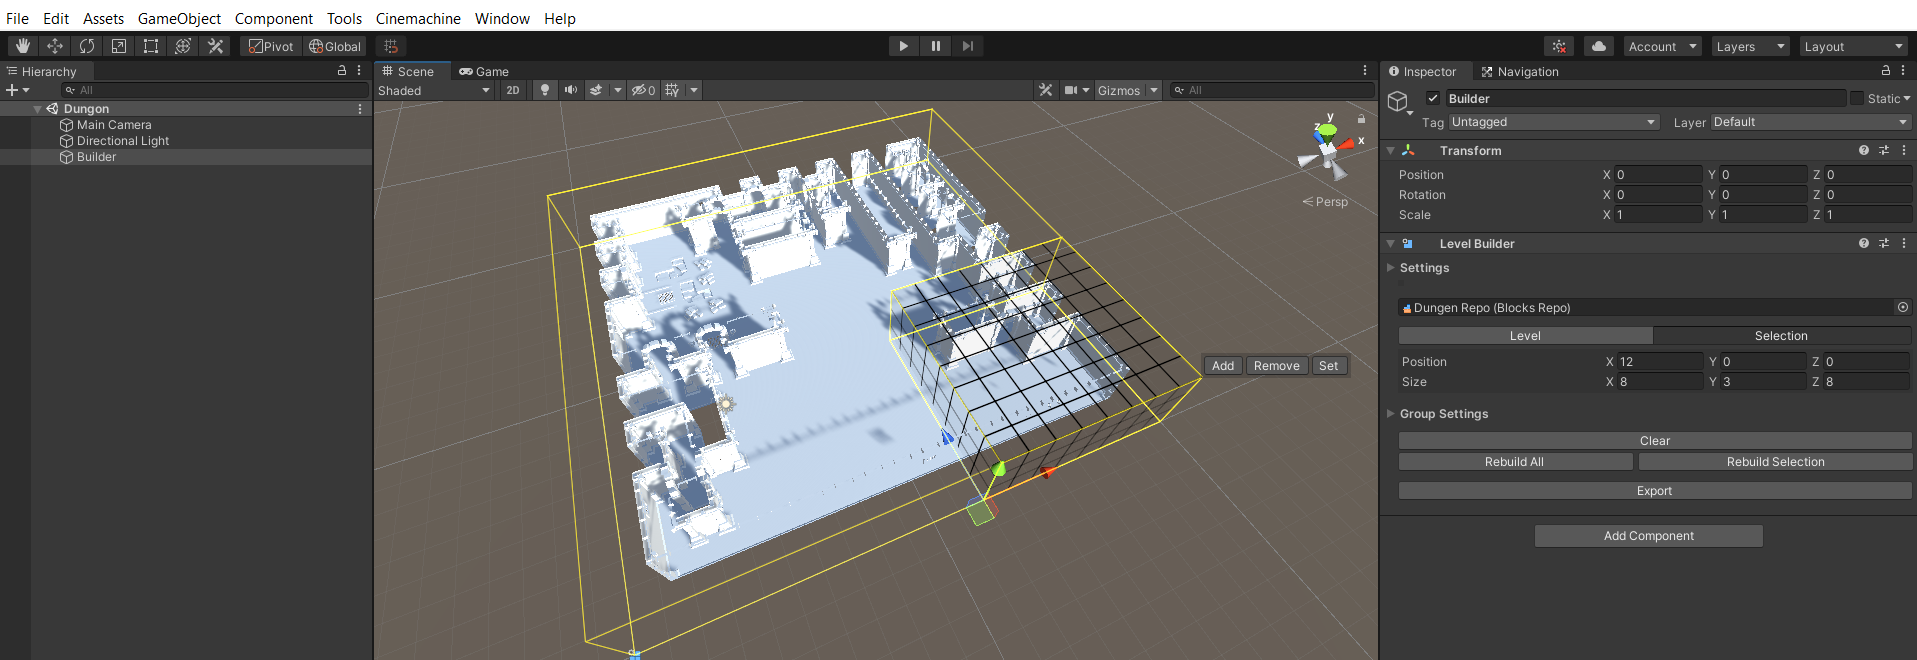 File Edit Assets GameObject Component Tools Cinemachine Window Help
Pivot Global Account Layers Layout
Hierarchy
All
Dungon
Main Camera
Directional Light
Builder
Scene Game
Shaded 2D 0 Gizmos All
y
z
x
Persp
Add Remove Set
Inspector Navigation
Builder Static
Tag Untagged Layer Default
Transform
Position X 0 Y 0 Z 0
Rotation X 0 Y 0 Z 0
Scale X 1 Y 1 Z 1
Level Builder
Settings
Dungen Repo (Blocks Repo)
Level Selection
Position X 12 Y 0 Z 0
Size X 8 Y 3 Z 8
Group Settings
Clear
Rebuild All Rebuild Selection
Export
Add Component